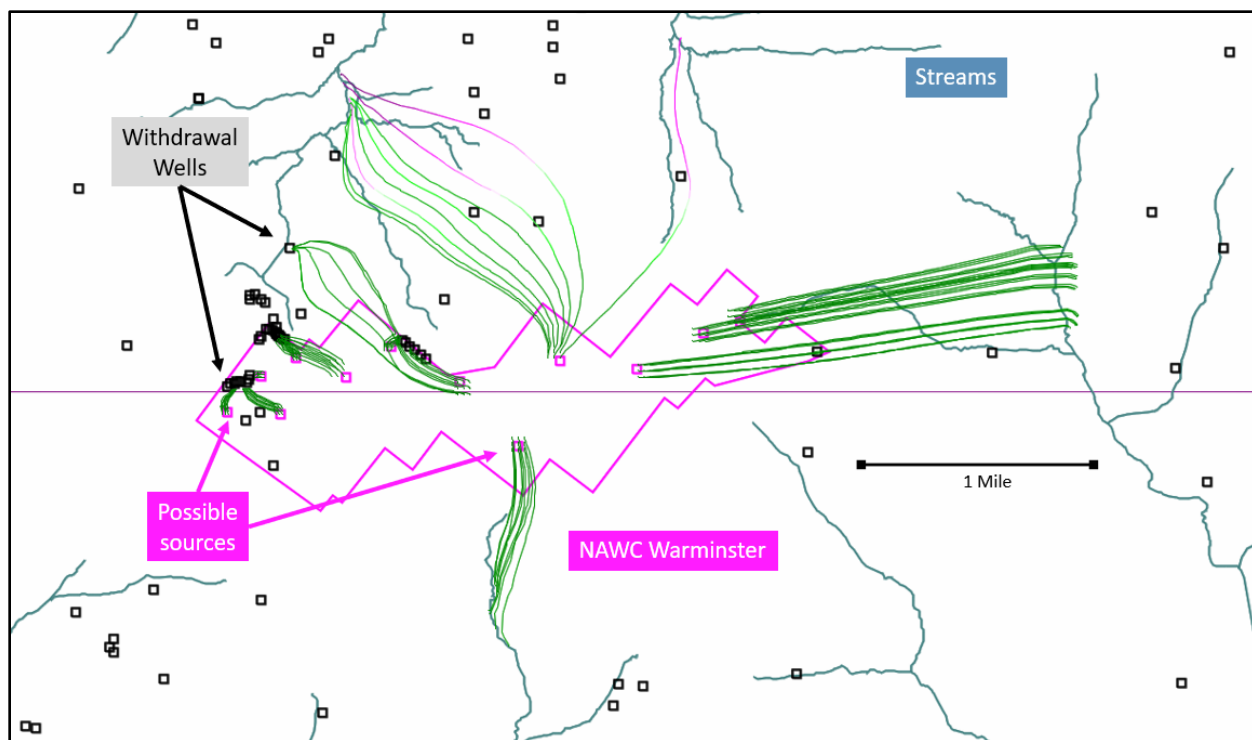 Streams
Withdrawal
Wells
1 Mile
Possible
sources
NAWC Warminster